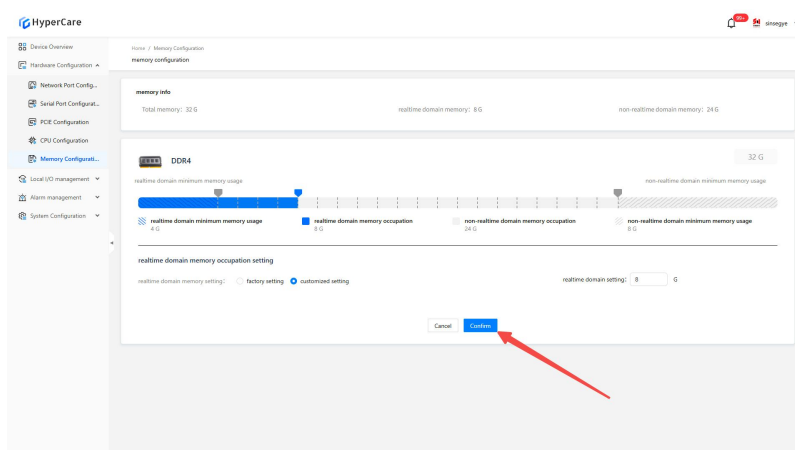 HyperCare
99+
sinsegye
Device Overview
Hardware Configuration
Network Port Config...
Serial Port Configurat...
PCIE Configuration
CPU Configuration
Memory Configurati...
Local I/O management
Alarm management
System Configuration
Home / Memory Configuration
memory configuration
memory info
Total memory: 32 G
realtime domain memory: 8 G
non-realtime domain memory: 24 G
DDR4
32 G
realtime domain minimum memory usage
non-realtime domain minimum memory usage
realtime domain minimum memory usage
4 G
realtime domain memory occupation
8 G
non-realtime domain memory occupation
24 G
non-realtime domain minimum memory usage
8 G
realtime domain memory occupation setting
realtime domain memory setting: factory setting customized setting
realtime domain setting: 8 G
Cancel Confirm